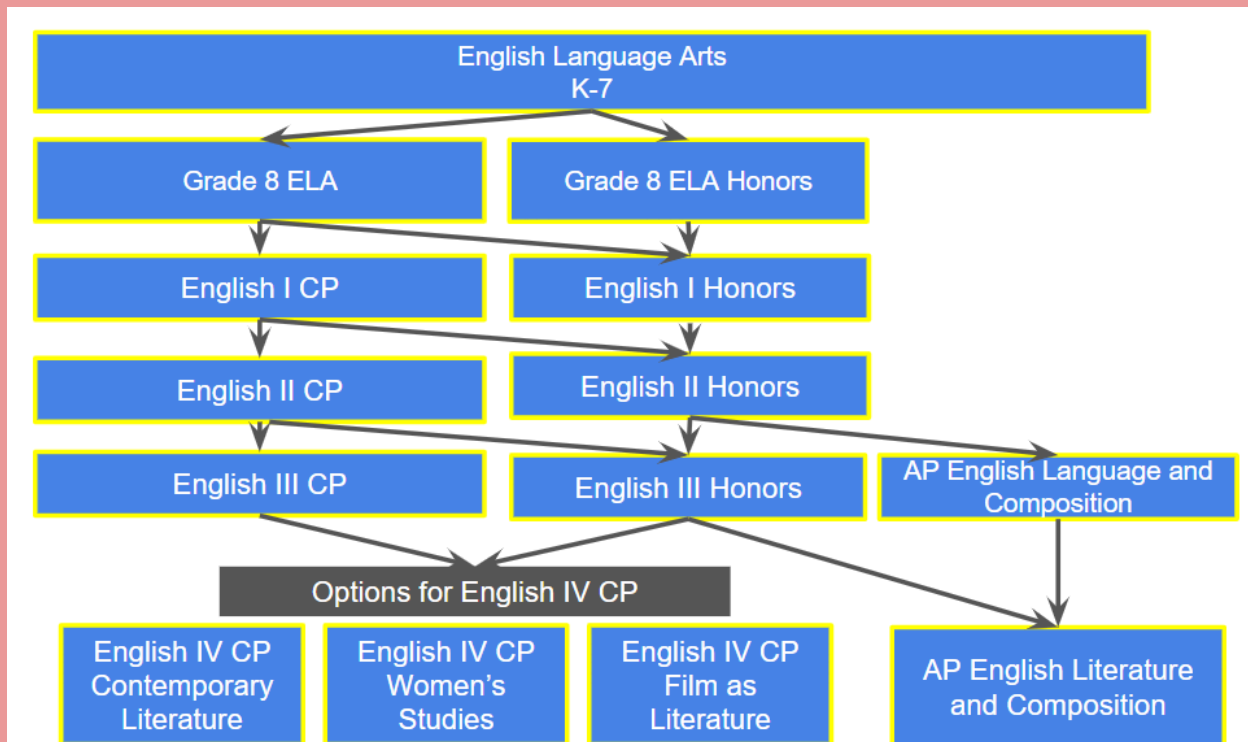 English Language Arts
K-7
Grade 8 ELA
Grade 8 ELA Honors
English I CP
English I Honors
English II CP
English II Honors
English III CP
English III Honors
AP English Language and
Composition
Options for English IV CP
English IV CP
Contemporary
Literature
English IV CP
Women’s
Studies
English IV CP
Film as
Literature
AP English Literature
and Composition